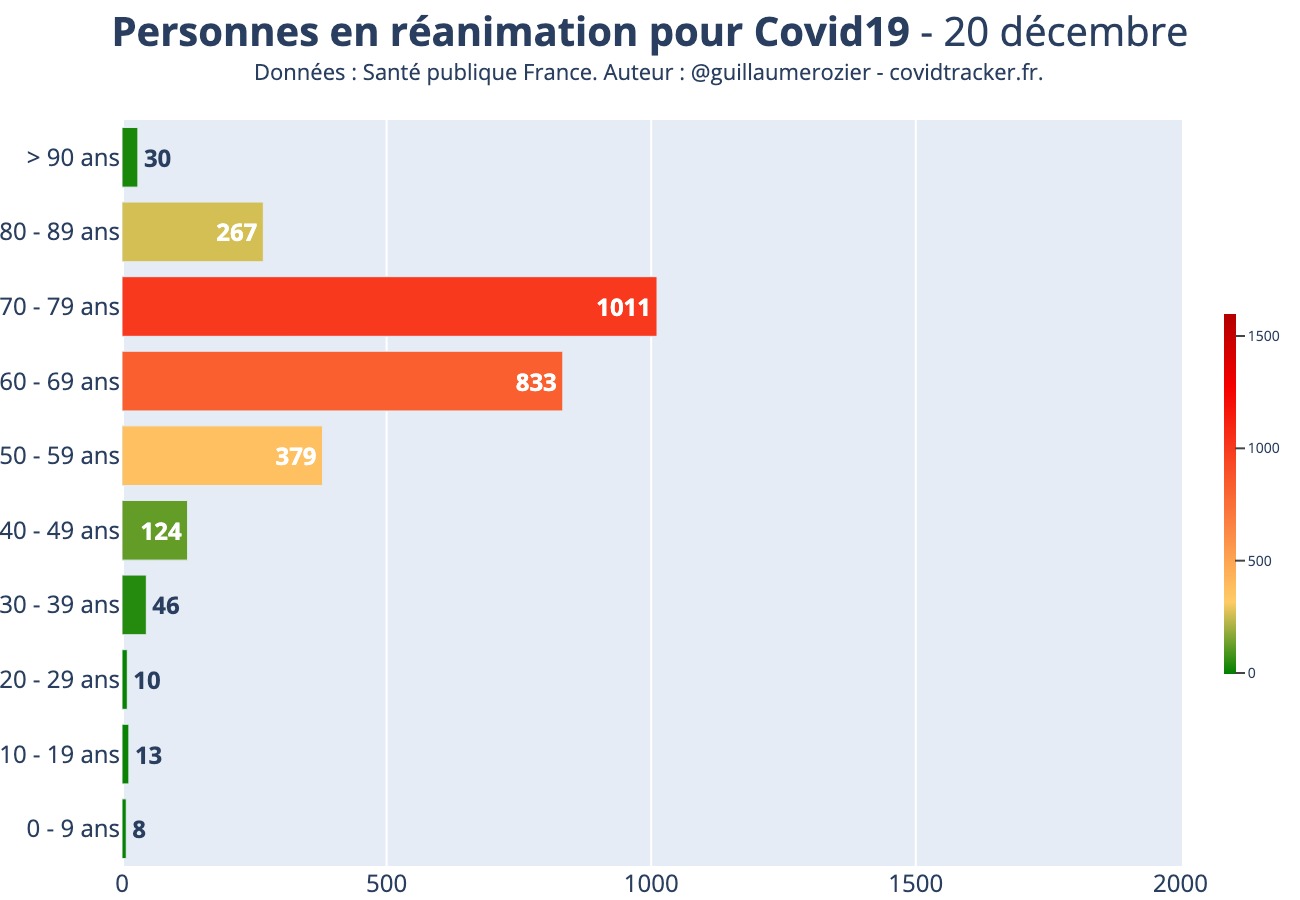 Personnes en réanimation pour Covid19 - 20 décembre
Données : Santé publique France. Auteur : @guillaumerozier - covidtracker.fr.
> 90 ans 30
80 - 89 ans 267
70 - 79 ans 1011
60 - 69 ans 833
50 - 59 ans 379
40 - 49 ans 124
30 - 39 ans 46
20 - 29 ans 10
10 - 19 ans 13
0 - 9 ans 8
0 500 1000 1500 2000
1500
1000
500
0